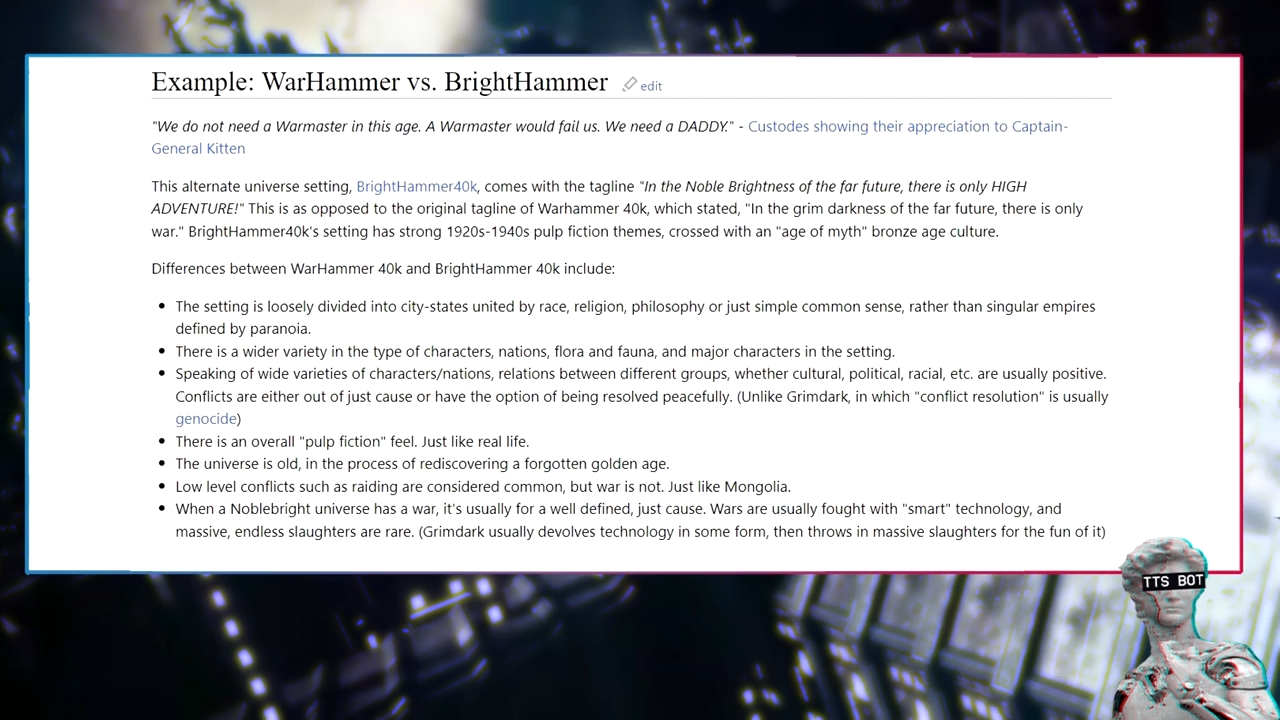 Example: WarHammer vs. BrightHammer edit
"We do not need a Warmaster in this age. A Warmaster would fail us. We need a DADDY." - Custodes showing their appreciation to Captain-
General Kitten
This alternate universe setting, BrightHammer40k, comes with the tagline "In the Noble Brightness of the far future, there is only HIGH
ADVENTURE!" This is as opposed to the original tagline of Warhammer 40k, which stated, "In the grim darkness of the far future, there is only
war." BrightHammer40k's setting has strong 1920s-1940s pulp fiction themes, crossed with an "age of myth" bronze age culture.
Differences between WarHammer 40k and BrightHammer 40k include:
• The setting is loosely divided into city-states united by race, religion, philosophy or just simple common sense, rather than singular empires
defined by paranoia.
• There is a wider variety in the type of characters, nations, flora and fauna, and major characters in the setting.
• Speaking of wide varieties of characters/nations, relations between different groups, whether cultural, political, racial, etc. are usually positive.
Conflicts are either out of just cause or have the option of being resolved peacefully. (Unlike Grimdark, in which "conflict resolution" is usually
genocide)
• There is an overall "pulp fiction" feel. Just like real life.
• The universe is old, in the process of rediscovering a forgotten golden age.
• Low level conflicts such as raiding are considered common, but war is not. Just like Mongolia.
• When a Noblebright universe has a war, it's usually for a well defined, just cause. Wars are usually fought with "smart" technology, and
massive, endless slaughters are rare. (Grimdark usually devolves technology in some form, then throws in massive slaughters for the fun of it)
TTS BOT